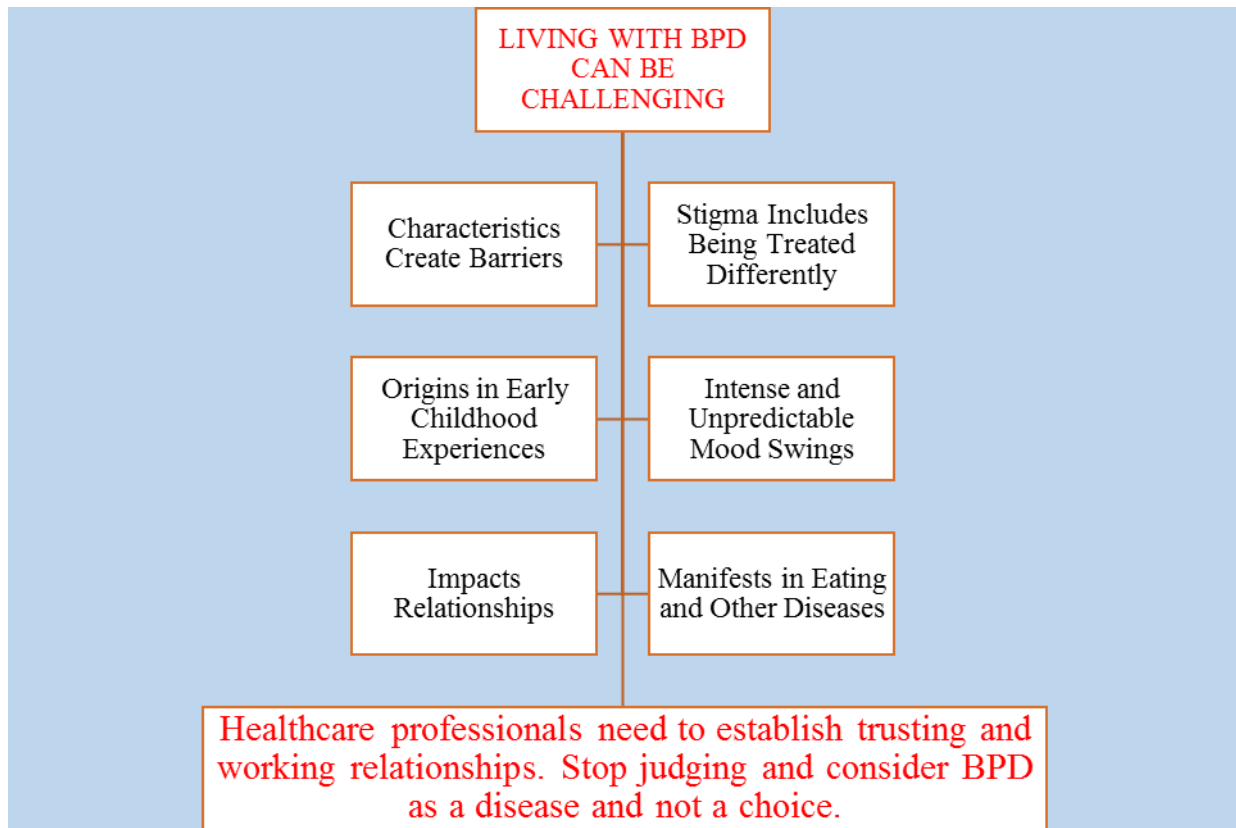 LIVING WITH BPD
CAN BE
CHALLENGING
Characteristics
Create Barriers
Stigma Includes
Being Treated
Differently
Origins in Early
Childhood
Experiences
Intense and
Unpredictable
Mood Swings
Impacts
Relationships
Manifests in Eating
and Other Diseases
Healthcare professionals need to establish trusting and
working relationships. Stop judging and consider BPD
as a disease and not a choice.